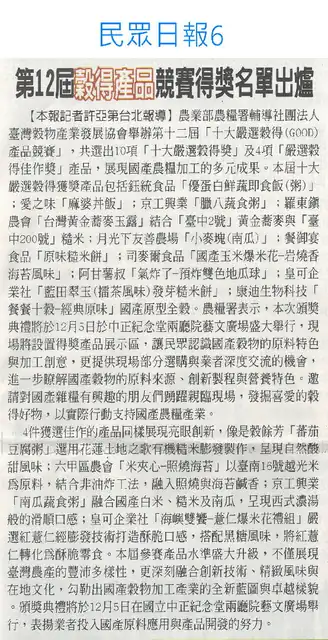 民眾日報6
第12屆穀得產品競賽得獎名單出爐
【本報記者許亞第台北報導】農業部農糧署輔導社團法人
臺灣穀物產業發展協會舉辦第十二屆「十大嚴選穀得(GOOD)
產品競賽」，共選出10項「十大嚴選穀得獎」及4項「嚴選穀
得佳作獎」產品，展現國產農糧加工的多元成果。本屆十大
嚴選穀得獲獎產品包括鈺統食品「優蛋白鮮蔬即食飯(粥)」
；愛之味「麻婆丼飯」；京工興業「臘八蔬食粥」；羅東鎮
農會「台灣黃金蕎麥玉露」結合「臺中2號」黃金蕎麥與「臺
中200號」糙米；月光下友善農場「小麥塊(南瓜)」；餐御宴
食品「原味糙米餅」；司麥爾食品「國產玉米爆米花-岩燒香
海苔風味」；阿甘薯叔「氣炸了-預炸雙色地瓜球」；皇可企
業社「藍田翠玉(擂茶風味)發芽糙米餅」；康迪生物科技「
餐餐十穀-經典原味」國產原型全穀。農糧署表示，本次頒獎
典禮將於12月5日於中正紀念堂兩廳院藝文廣場盛大舉行，現
場將設置得獎產品展示區，讓民眾認識國產穀物的原料特色
與加工創意，更提供現場部分選購與業者深度交流的機會，
進一步瞭解國產穀物的原料來源、創新製程與營養特色。邀
請對國產雜糧有興趣的朋友們踴躍親臨現場，發掘喜愛的穀
得好物，以實際行動支持國產農糧產業。
4件獲選佳作的產品同樣展現亮眼創新，像是穀餘芳「蕃茄
豆腐粥」選用花蓮土地之歌有機糙米膨發製作，呈現自然酸
甜風味；六甲區農會「米夾心-照燒海苔」以臺南16號越光米
為原料，結合非油炸工法，融入照燒與海苔鹹香；京工興業
「南瓜蔬食粥」融合國產白米、糙米及南瓜，呈現西式濃湯
般的滑順口感；皇可企業社「海嶼雙饗-薏仁爆米花禮組」嚴
選紅薏仁經膨發技術打造酥脆口感，搭配黑糖風味，將紅薏
仁轉化為酥脆零食。本屆參賽產品水準盛大升級，不僅展現
臺灣農產的豐沛多樣性，更深刻融合創新技術、精緻風味與
在地文化，勾勒出國產穀物加工產業的全新藍圖與卓越樣貌
。頒獎典禮將於12月5日在國立中正紀念堂兩廳院藝文廣場舉
行，表揚業者投入國產原料應用與產品開發的努力。